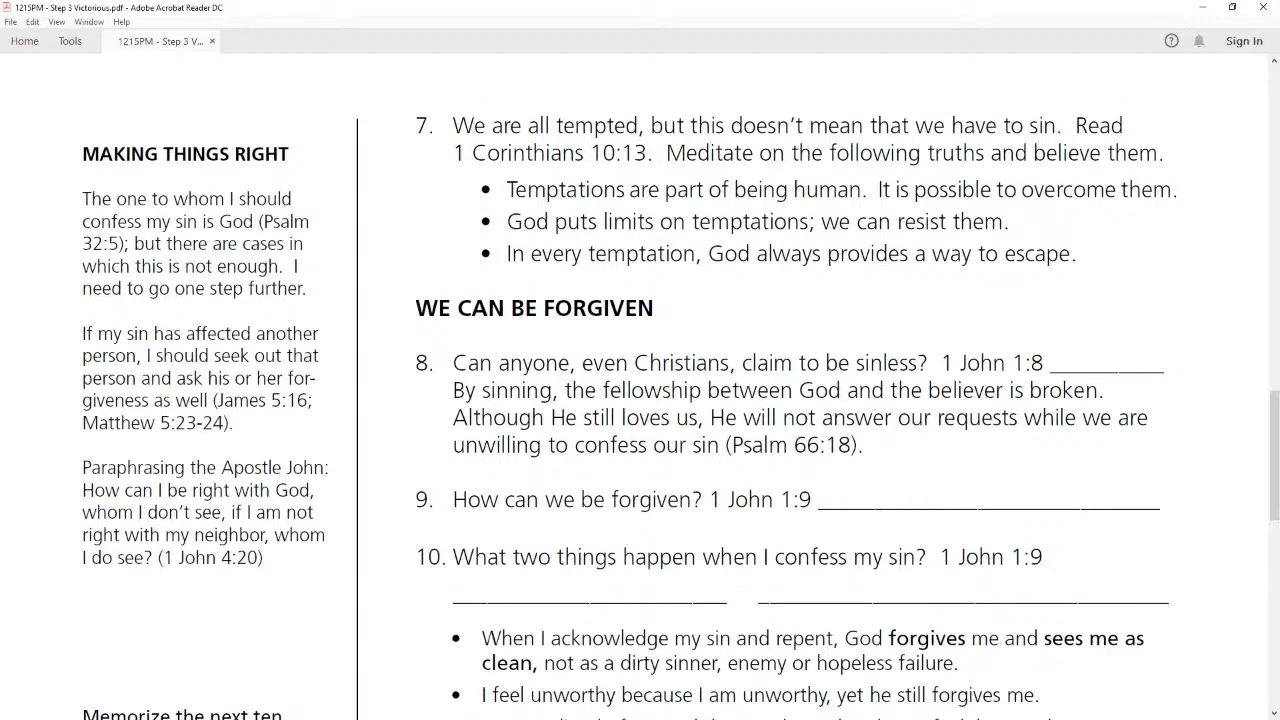 1215PM - Step 3 Victorious.pdf - Adobe Acrobat Reader DC
File Edit View Window Help
Home Tools 1215PM - Step 3 V... × Sign In
MAKING THINGS RIGHT
The one to whom I should
confess my sin is God (Psalm
32:5); but there are cases in
which this is not enough. I
need to go one step further.
If my sin has affected another
person, I should seek out that
person and ask his or her for-
giveness as well (James 5:16;
Matthew 5:23-24).
Paraphrasing the Apostle John:
How can I be right with God,
whom I don't see, if I am not
right with my neighbor, whom
I do see? (1 John 4:20)
Memorize the next ten
7. We are all tempted, but this doesn't mean that we have to sin. Read
1 Corinthians 10:13. Meditate on the following truths and believe them.
• Temptations are part of being human. It is possible to overcome them.
• God puts limits on temptations; we can resist them.
• In every temptation, God always provides a way to escape.
WE CAN BE FORGIVEN
8. Can anyone, even Christians, claim to be sinless? 1 John 1:8 __________
By sinning, the fellowship between God and the believer is broken.
Although He still loves us, He will not answer our requests while we are
unwilling to confess our sin (Psalm 66:18).
9. How can we be forgiven? 1 John 1:9 ______________________________
10. What two things happen when I confess my sin? 1 John 1:9
________________________ ____________________________________
• When I acknowledge my sin and repent, God forgives me and sees me as
clean, not as a dirty sinner, enemy or hopeless failure.
• I feel unworthy because I am unworthy, yet he still forgives me.